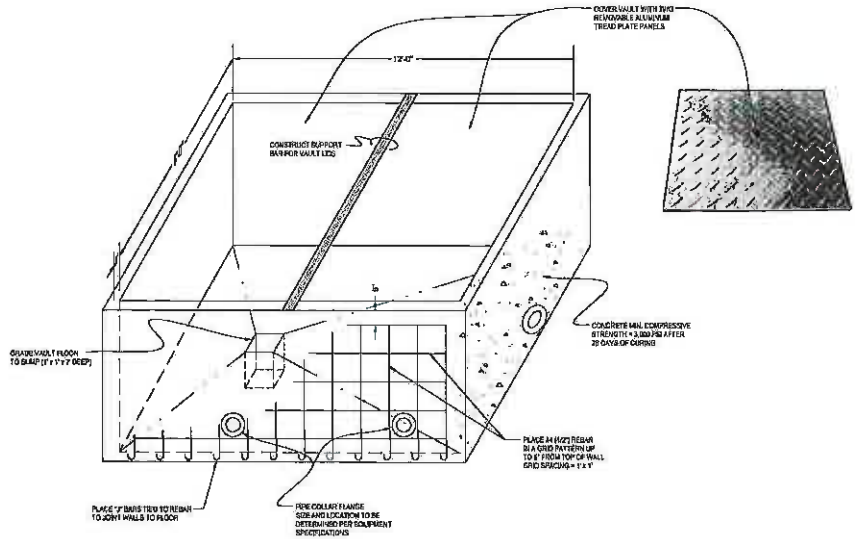 COVER VAULT WITH TWO
REMOVABLE ALUMINUM
TREAD PLATE PANELS
12'-0"
CONSTRUCT SUPPORT
BAR FOR VAULT LIDS
CONCRETE MIN. COMPRESSIVE
STRENGTH = 3,000 PSI AFTER
28 DAYS OF CURING
GRADE VAULT FLOOR
TO SUMP
DEEP)
PLACE #4 (1/2") REBAR
IN A GRID PATTERN UP
TO 6" FROM TOP OF WALL
GRID SPACING = 1' x 1'
PLACE "J" BARS TIED TO REBAR
TO JOINT WALLS TO FLOOR
PIPE COLLAR FLANGE
SIZE AND LOCATION TO BE
DETERMINED PER EQUIPMENT
SPECIFICATIONS